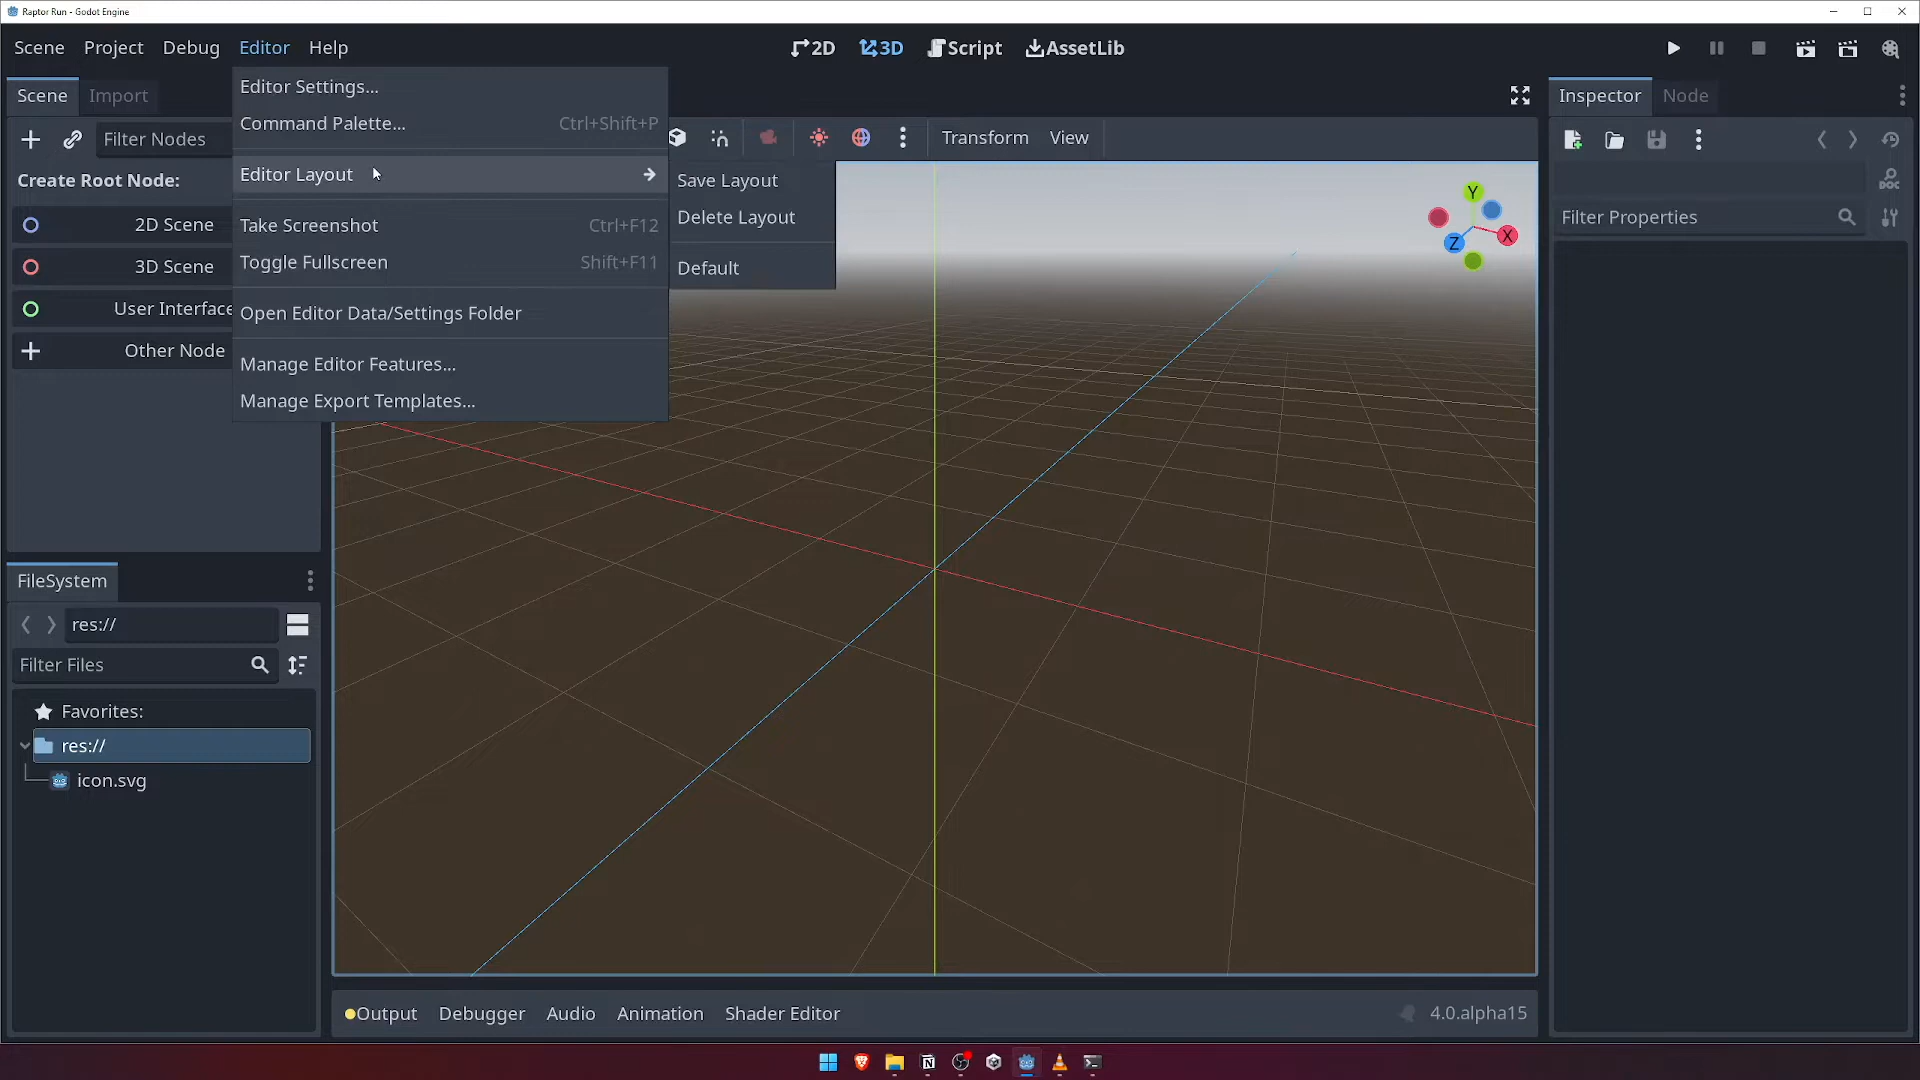 Raptor Run - Godot Engine
Scene Project Debug Editor Help
2D 3D Script AssetLib
Scene Import
Filter Nodes
Create Root Node:
2D Scene
3D Scene
User Interface
Other Node
Editor Settings...
Command Palette... Ctrl+Shift+P
Editor Layout
Take Screenshot Ctrl+F12
Toggle Fullscreen Shift+F11
Open Editor Data/Settings Folder
Manage Editor Features...
Manage Export Templates...
Save Layout
Delete Layout
Default
Transform View
Y
X
Z
Inspector Node
DOC
Filter Properties
FileSystem
res://
Filter Files
Favorites:
res://
icon.svg
Output Debugger Audio Animation Shader Editor
4.0.alpha15